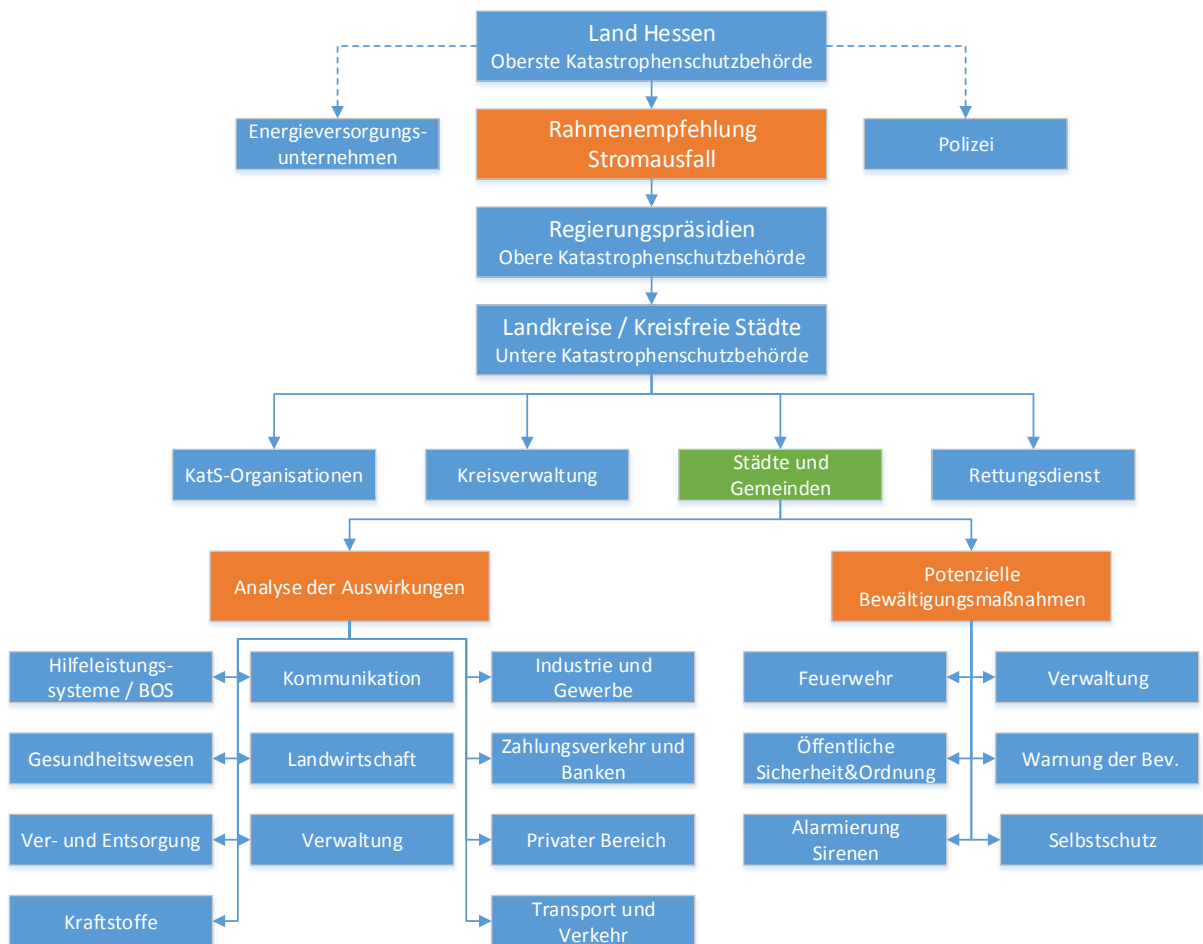 Land Hessen
Oberste Katastrophenschutzbehörde
Energieversorgungs-
unternehmen
Rahmenempfehlung
Stromausfall
Polizei
Regierungspräsidien
Obere Katastrophenschutzbehörde
Landkreise / Kreisfreie Städte
Untere Katastrophenschutzbehörde
KatS-Organisationen
Kreisverwaltung
Städte und
Gemeinden
Rettungsdienst
Analyse der Auswirkungen
Potenzielle
Bewältigungsmaßnahmen
Hilfeleistungs-
systeme / BOS
Kommunikation
Industrie und
Gewerbe
Feuerwehr
Verwaltung
Gesundheitswesen
Landwirtschaft
Zahlungsverkehr und
Banken
Öffentliche
Sicherheit&Ordnung
Warnung der Bev.
Ver- und Entsorgung
Verwaltung
Privater Bereich
Alarmierung
Sirenen
Selbstschutz
Kraftstoffe
Transport und
Verkehr